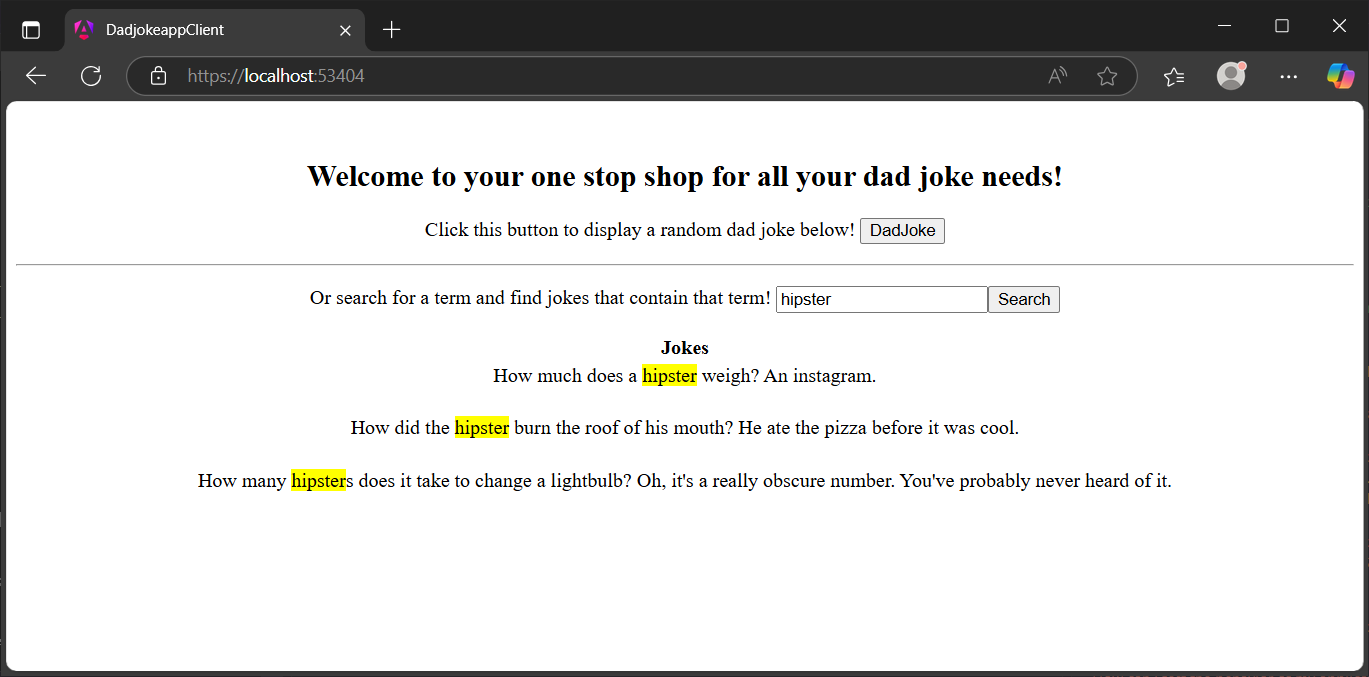 DadjokeappClient
https://localhost:53404
Welcome to your one stop shop for all your dad joke needs!
Click this button to display a random dad joke below! DadJoke
Or search for a term and find jokes that contain that term! hipster Search
Jokes
How much does a hipster weigh? An instagram.
How did the hipster burn the roof of his mouth? He ate the pizza before it was cool.
How many hipsters does it take to change a lightbulb? Oh, it's a really obscure number. You've probably never heard of it.